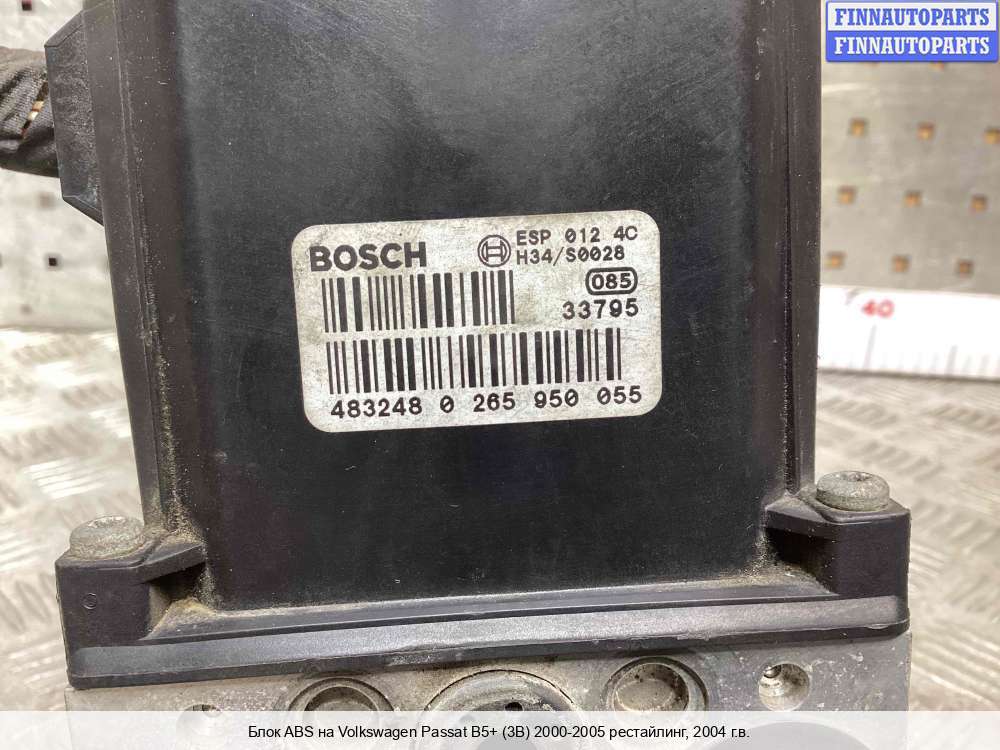 FINNAUTOPARTS
FINNAUTOPARTS
BOSCH ESP 012 4C
H34/S0028
085
33795
483248 0 265 950 055
40
Блок ABS на Volkswagen Passat B5+ (3B) 2000-2005 рестайлинг, 2004 г.в.